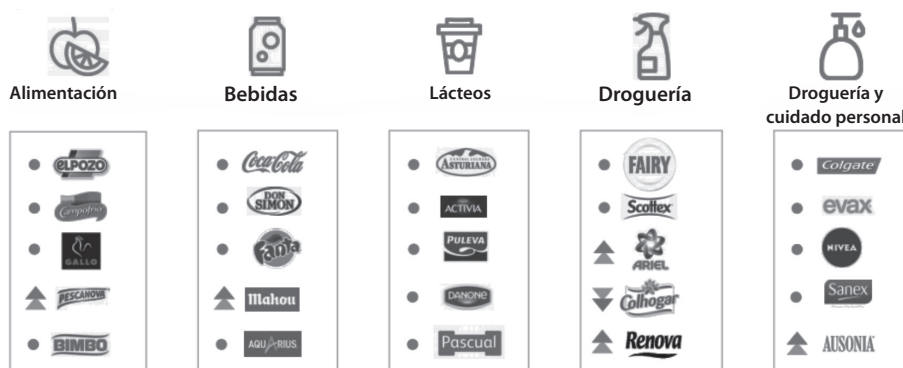 Alimentación
Bebidas
Lácteos
Droguería
Droguería y
cuidado personal
ELPOZO
Campofrío
GALLO
PESCANOVA
BIMBO
Coca-Cola
DON
SIMON
Fanta
Mahou
AQUARIUS
CENTRAL LECHERA
ASTURIANA
ACTIVIA
PULEVA
DANONE
Pascual
FAIRY
Scottex
ARIEL
Colhogar
Renova
Colgate
evax
NIVEA
Sanex
AUSONIA